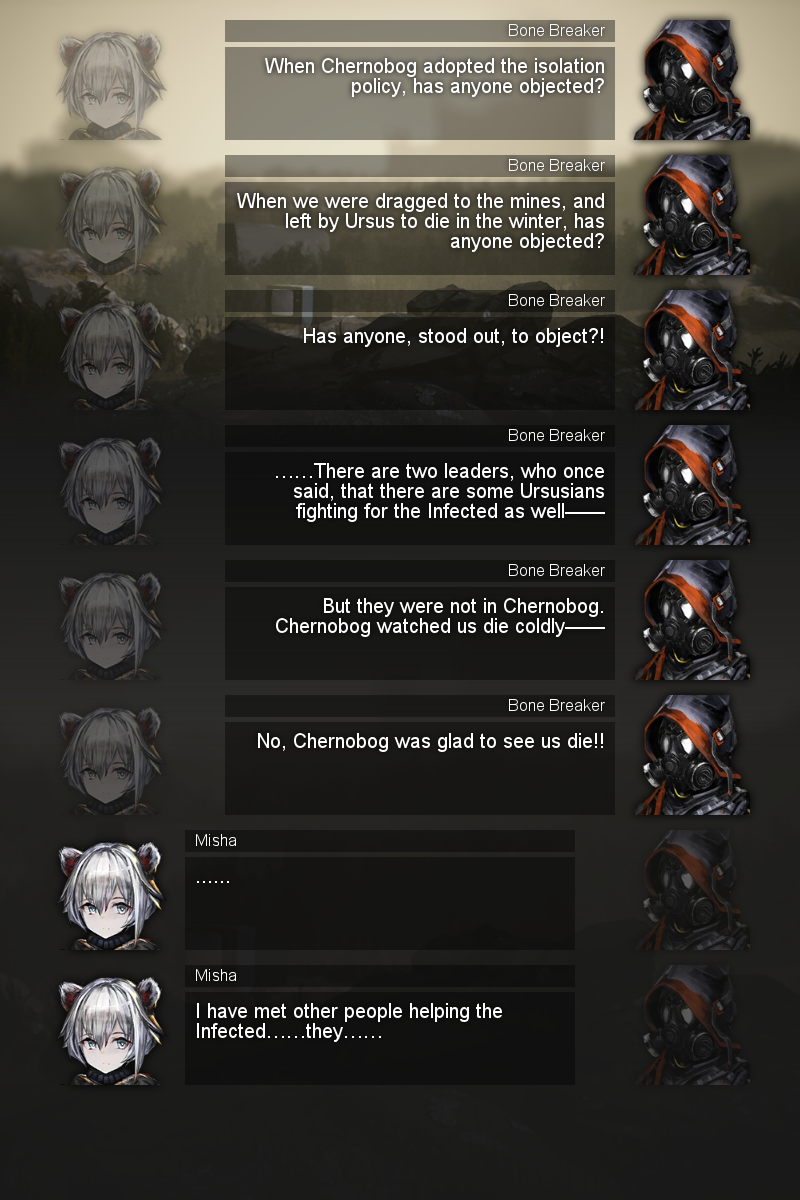 Bone Breaker
When Chernobog adopted the isolation
policy, has anyone objected?
Bone Breaker
When we were dragged to the mines, and
left by Ursus to die in the winter, has
anyone objected?
Bone Breaker
Has anyone, stood out, to object?!
Bone Breaker
……There are two leaders, who once
said, that there are some Ursusians
fighting for the Infected as well——
Bone Breaker
But they were not in Chernobog.
Chernobog watched us die coldly——
Bone Breaker
No, Chernobog was glad to see us die!!
Misha
……
Misha
I have met other people helping the
Infected……they……